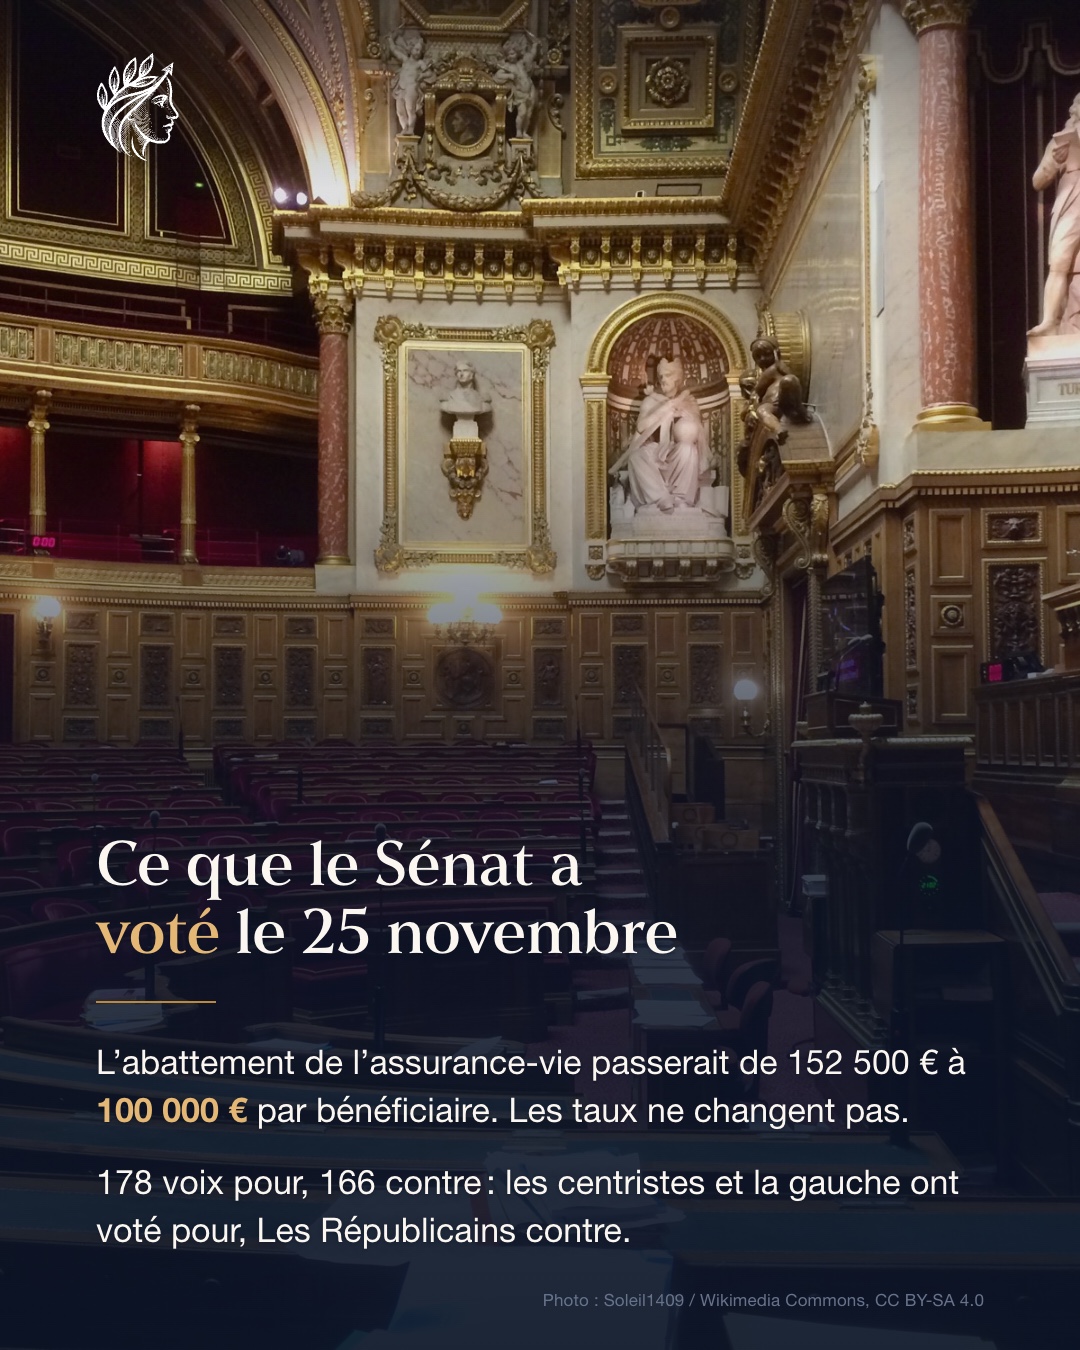 Ce que le Sénat a
voté le 25 novembre
L’abattement de l’assurance-vie passerait de 152 500 € à
100 000 € par bénéficiaire. Les taux ne changent pas.
178 voix pour, 166 contre : les centristes et la gauche ont
voté pour, Les Républicains contre.
Photo : Soleil1409 / Wikimedia Commons, CC BY-SA 4.0